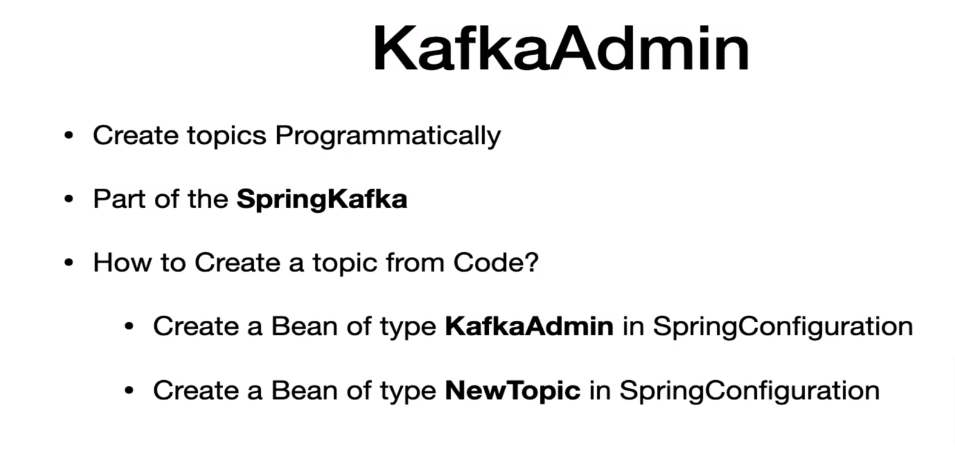 KafkaAdmin
• Create topics Programmatically
• Part of the SpringKafka
• How to Create a topic from Code?
• Create a Bean of type KafkaAdmin in SpringConfiguration
• Create a Bean of type NewTopic in SpringConfiguration